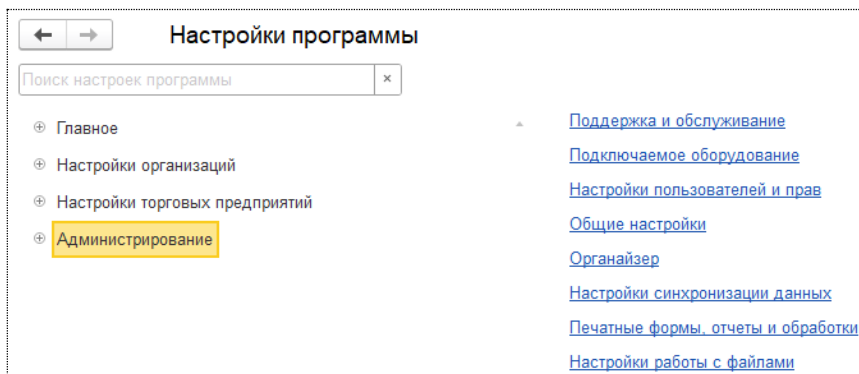 Настройки программы
Поиск настроек программы
Главное
Настройки организаций
Настройки торговых предприятий
Администрирование
Поддержка и обслуживание
Подключаемое оборудование
Настройки пользователей и прав
Общие настройки
Органайзер
Настройки синхронизации данных
Печатные формы, отчеты и обработки
Настройки работы с файлами